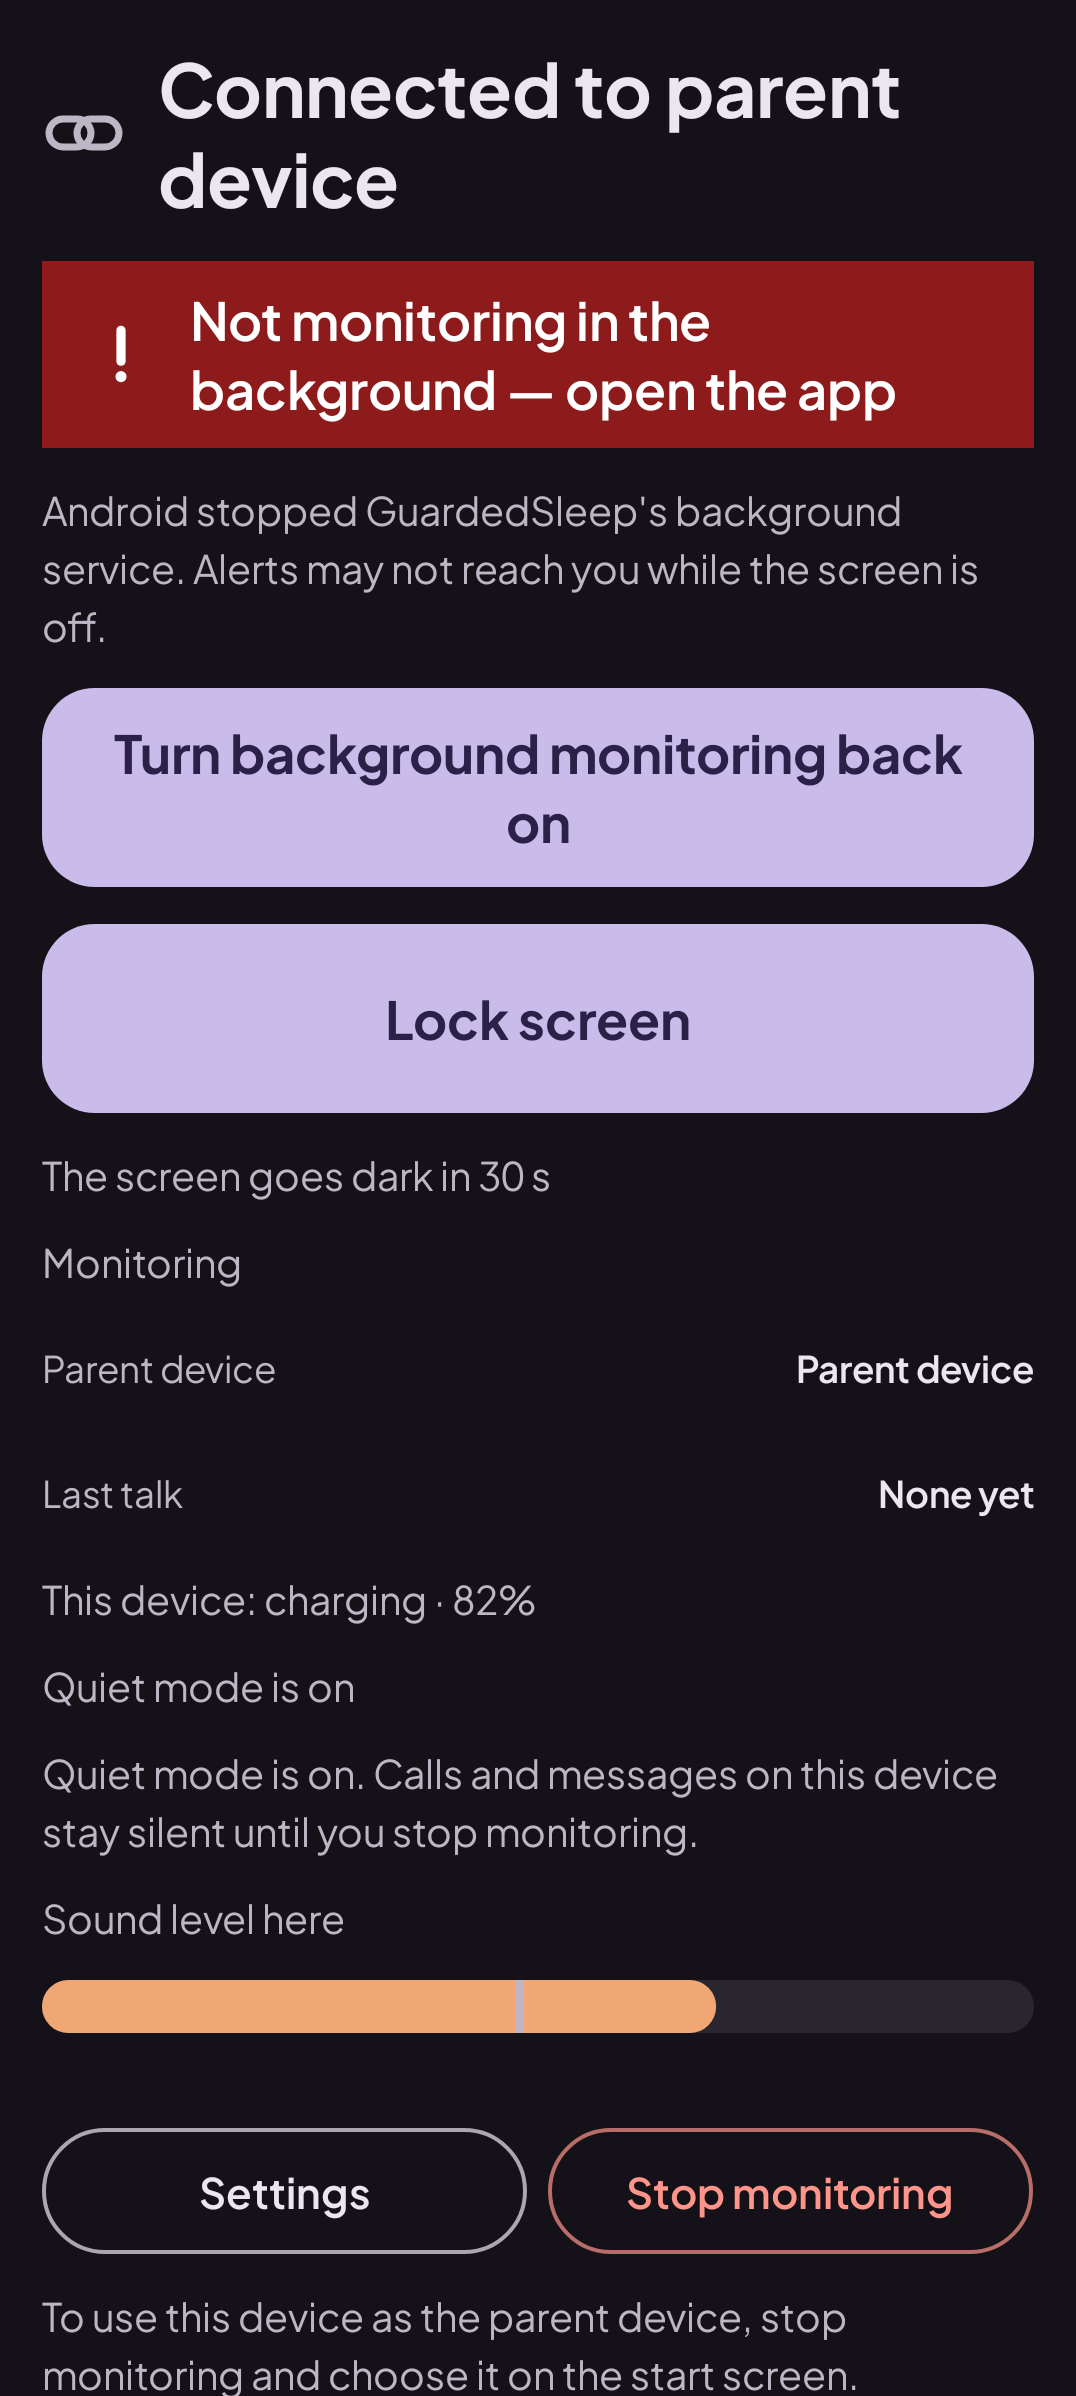 Connected to parent
device
Not monitoring in the
background — open the app
Android stopped GuardedSleep's background
service. Alerts may not reach you while the screen is
off.
Turn background monitoring back
on
Lock screen
The screen goes dark in 30 s
Monitoring
Parent device Parent device
Last talk None yet
This device: charging · 82%
Quiet mode is on
Quiet mode is on. Calls and messages on this device
stay silent until you stop monitoring.
Sound level here
Settings Stop monitoring
To use this device as the parent device, stop
monitoring and choose it on the start screen.